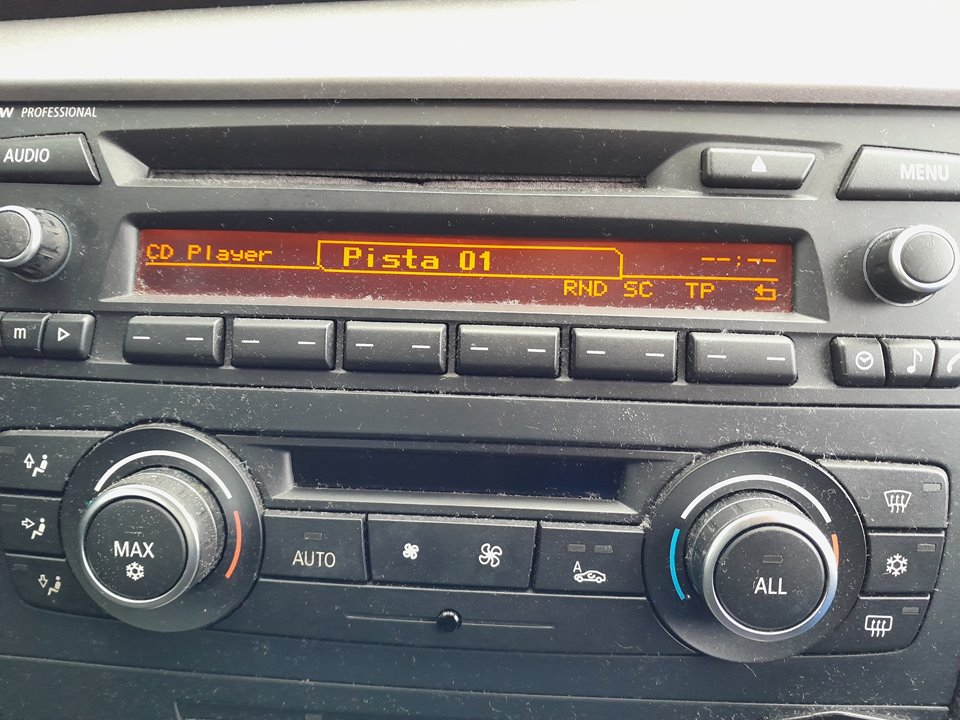 W PROFESSIONAL
AUDIO
MENU
CD Player
Pista 01
--:--
RND SC TP
m
MAX
AUTO
A
ALL